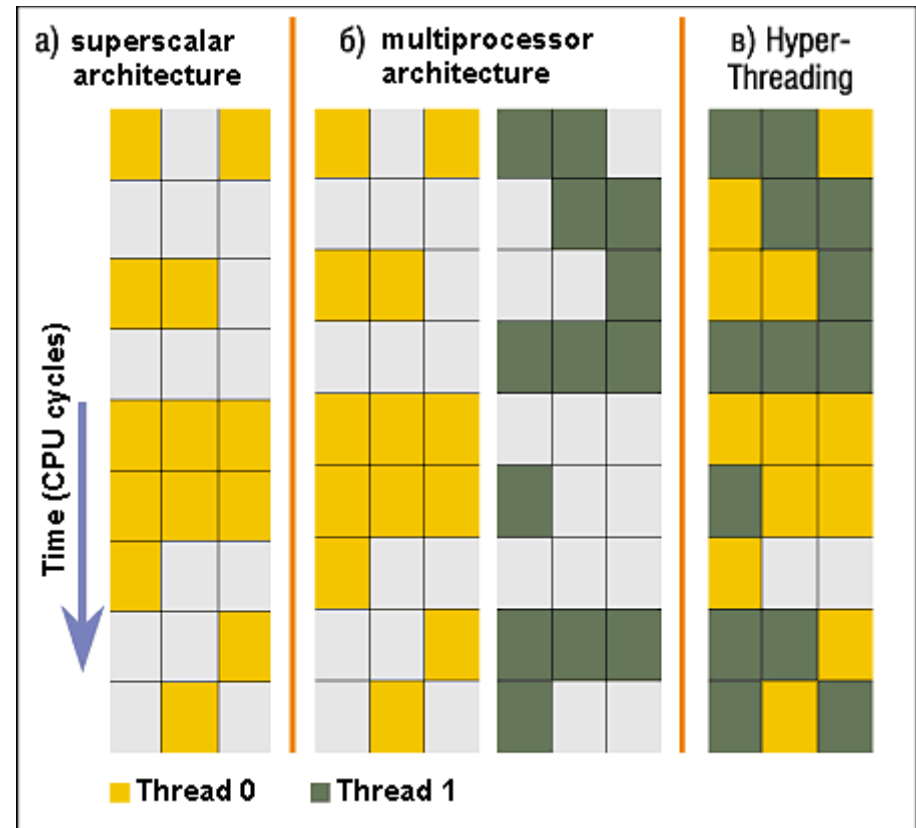 а) superscalar
architecture
б) multiprocessor
architecture
в) Hyper-
Threading
Time (CPU cycles)
Thread 0
Thread 1